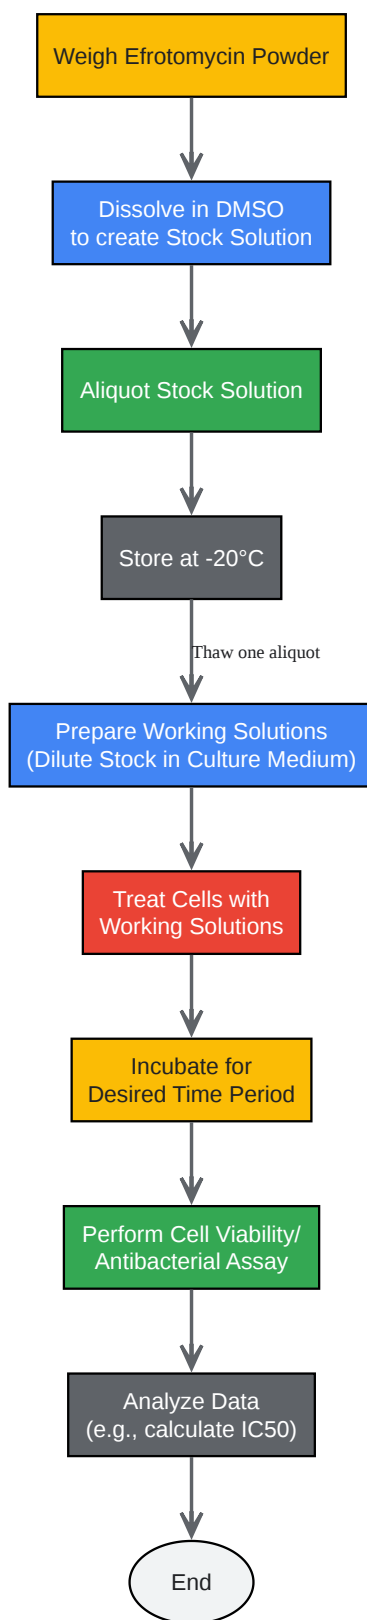 Weigh Efrotomycin Powder
Dissolve in DMSO
to create Stock Solution
Aliquot Stock Solution
Store at -20°C
Thaw one aliquot
Prepare Working Solutions
(Dilute Stock in Culture Medium)
Treat Cells with
Working Solutions
Incubate for
Desired Time Period
Perform Cell Viability/
Antibacterial Assay
Analyze Data
(e.g., calculate IC50)
End